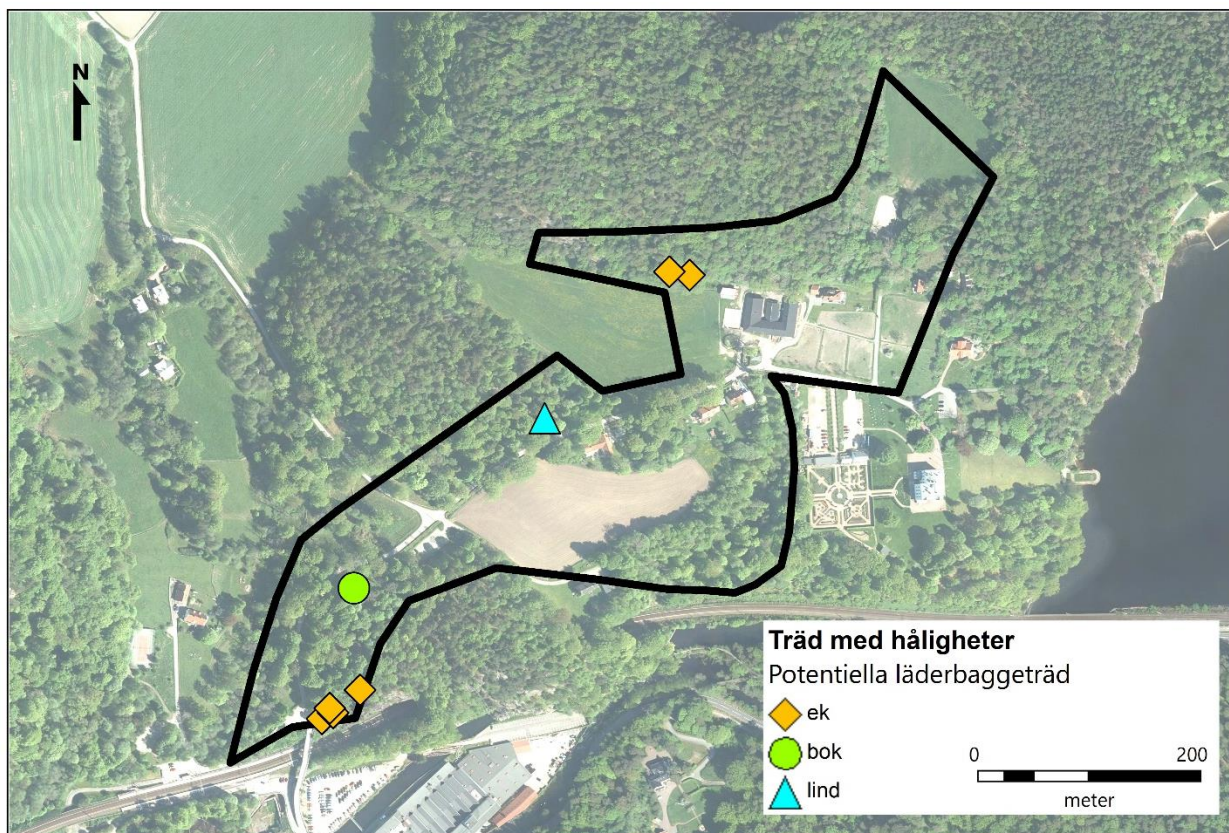 N
Träd med håligheter
Potentiella läderbaggeträd
ek
bok
lind
0 200
meter